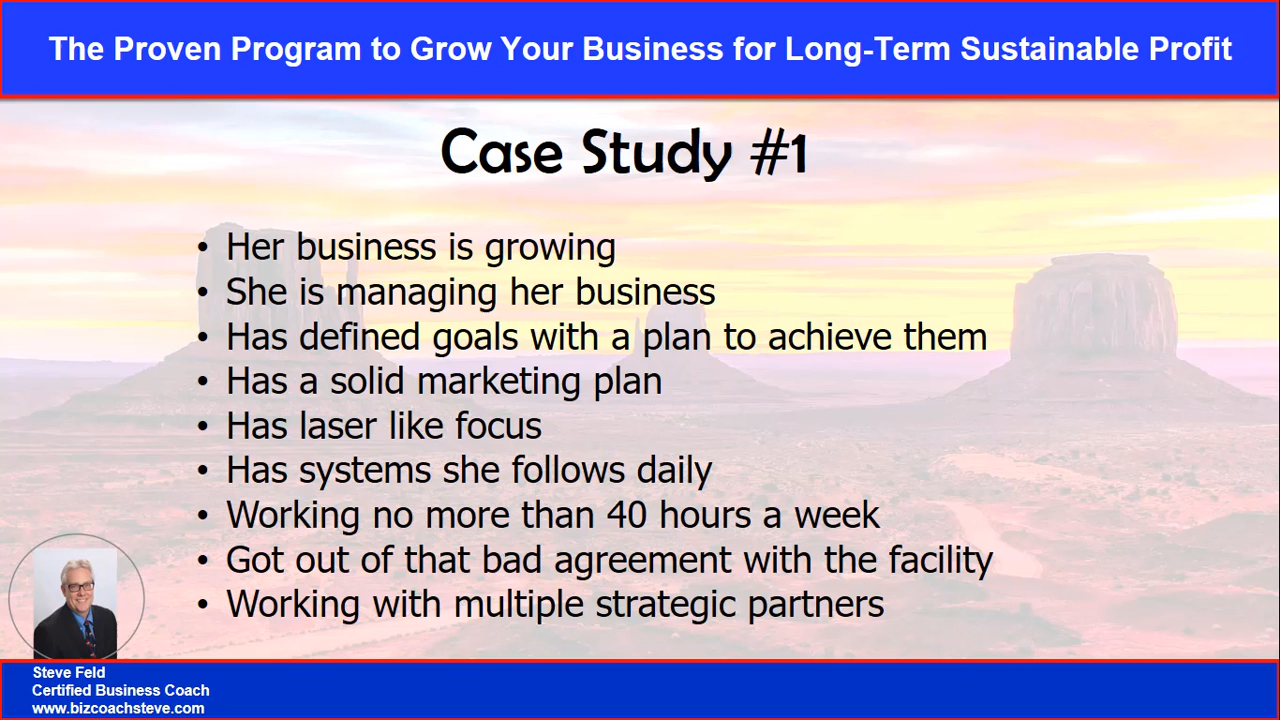 The Proven Program to Grow Your Business for Long-Term Sustainable Profit
Case Study #1
• Her business is growing
• She is managing her business
• Has defined goals with a plan to achieve them
• Has a solid marketing plan
• Has laser like focus
• Has systems she follows daily
• Working no more than 40 hours a week
• Got out of that bad agreement with the facility
• Working with multiple strategic partners
Steve Feld
Certified Business Coach
www.bizcoachsteve.com